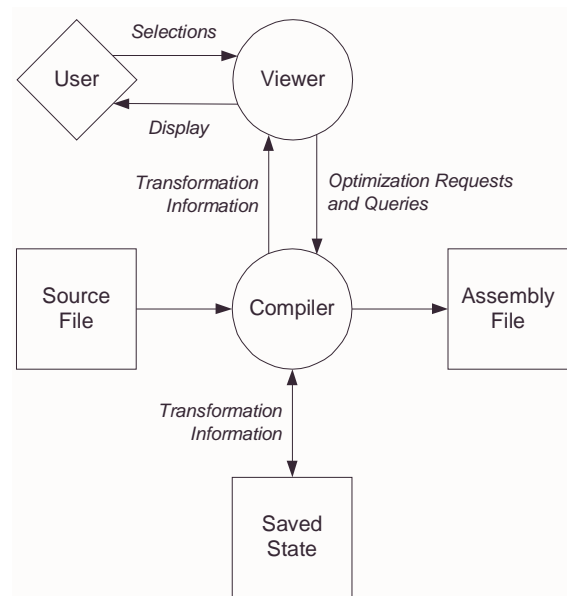 Selections
User
Viewer
Display
Transformation
Information
Optimization Requests
and Queries
Source
File
Compiler
Assembly
File
Transformation
Information
Saved
State